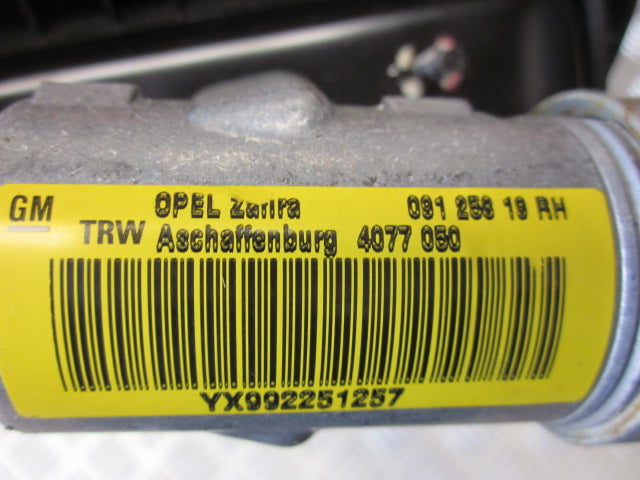 GM OPEL Zafira 091 256 19 RH
TRW Aschaffenburg 4077 050
YX992251257